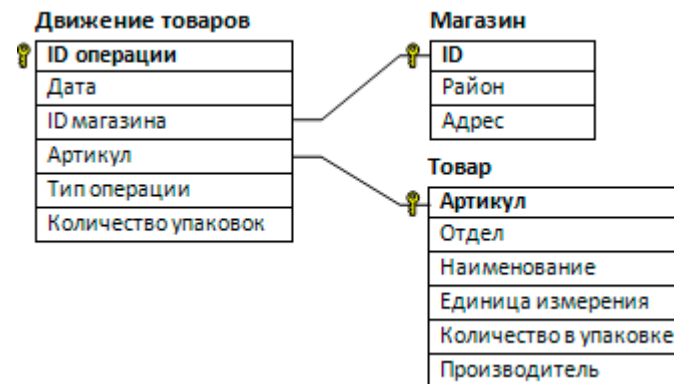 Движение товаров
ID операции
Дата
ID магазина
Артикул
Тип операции
Количество упаковок
Магазин
ID
Район
Адрес
Товар
Артикул
Отдел
Наименование
Единица измерения
Количество в упаковке
Производитель